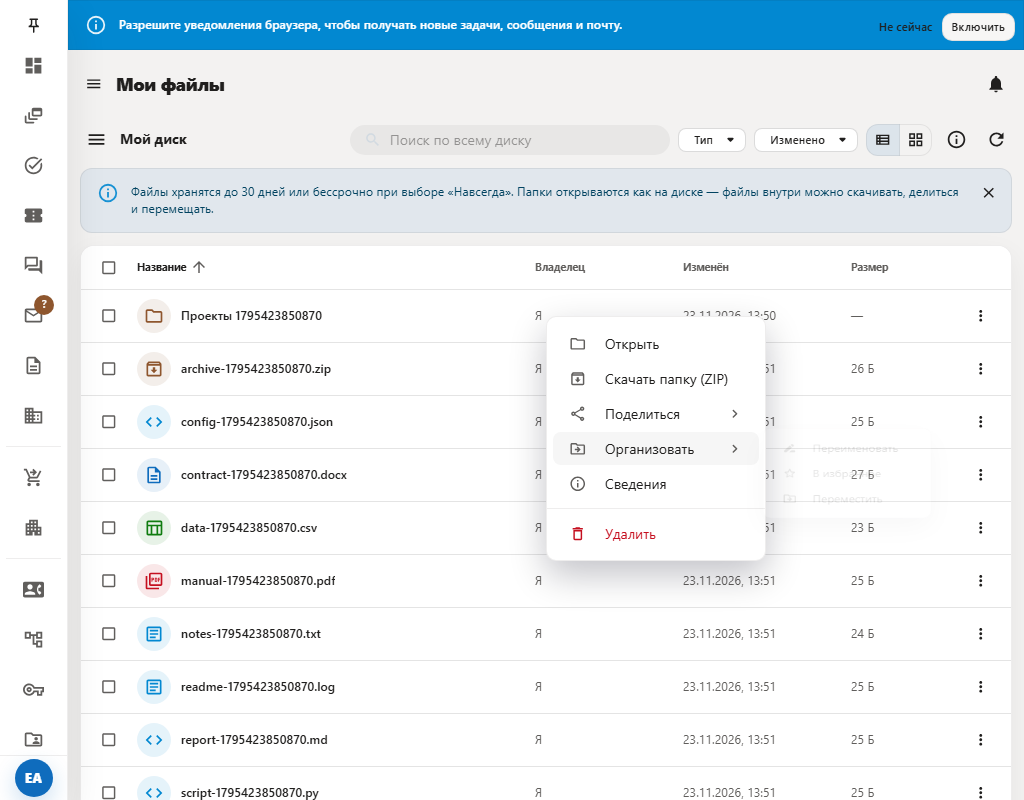 Разрешите уведомления браузера, чтобы получать новые задачи, сообщения и почту.
Не сейчас
Включить
Мои файлы
Мой диск
Поиск по всему диску
Тип
Изменено
Файлы хранятся до 30 дней или бессрочно при выборе «Навсегда». Папки открываются как на диске — файлы внутри можно скачивать, делиться
и перемещать.
Название
Владелец
Изменён
Размер
Проекты 1795423850870
Я
23.11.2026, 13:50
—
archive-1795423850870.zip
Я
51
26 Б
config-1795423850870.json
Я
51
25 Б
contract-1795423850870.docx
Я
27 Б
data-1795423850870.csv
Я
51
23 Б
manual-1795423850870.pdf
Я
23.11.2026, 13:51
25 Б
notes-1795423850870.txt
Я
23.11.2026, 13:51
24 Б
readme-1795423850870.log
Я
23.11.2026, 13:51
25 Б
report-1795423850870.md
Я
23.11.2026, 13:51
25 Б
script-1795423850870.py
Я
23.11.2026, 13:51
25 Б
Открыть
Скачать папку (ZIP)
Поделиться
Организовать
Сведения
Удалить
Переименовать
Переместить
?
PDF
EA